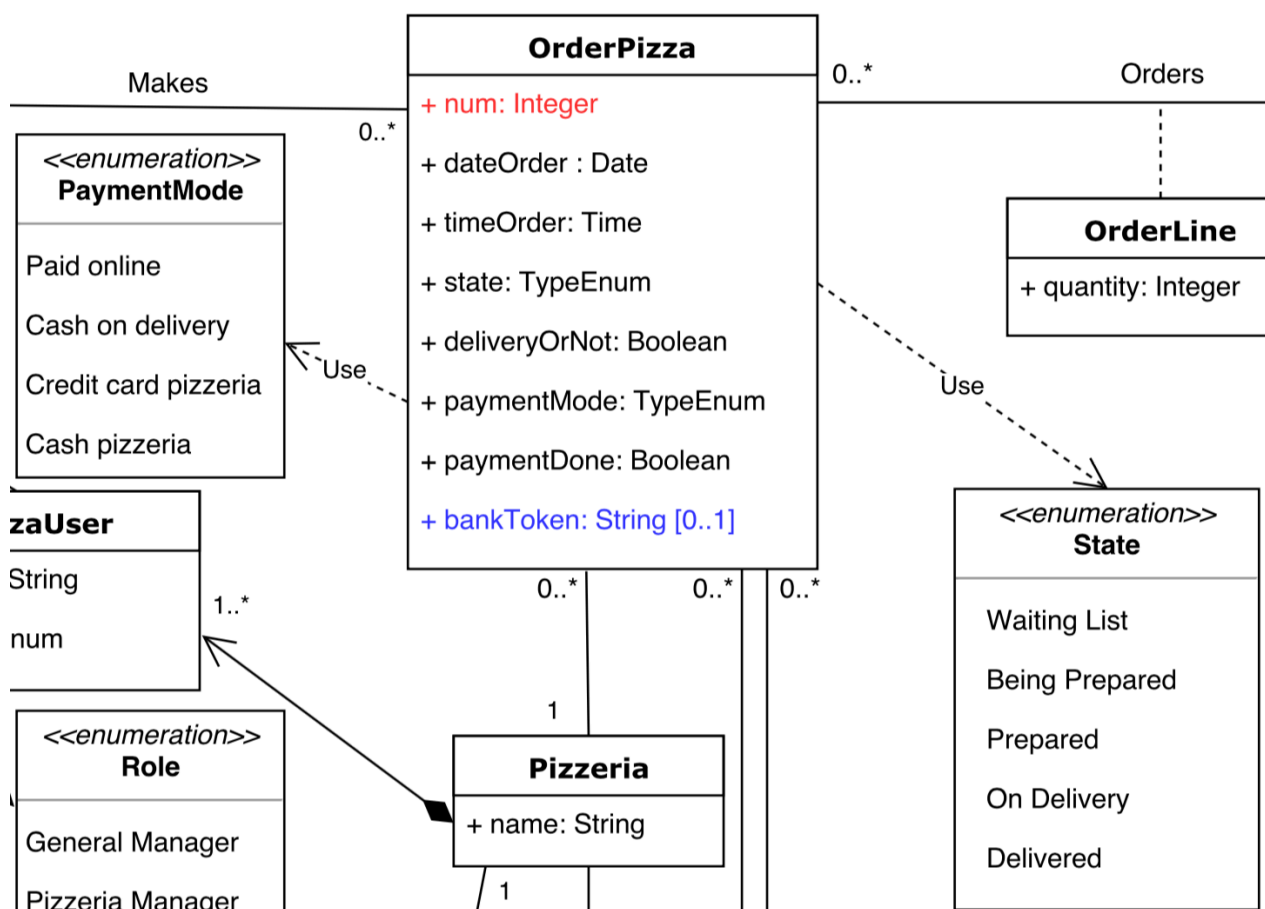 OrderPizza
+ num: Integer
+ dateOrder : Date
+ timeOrder: Time
+ state: TypeEnum
+ deliveryOrNot: Boolean
+ paymentMode: TypeEnum
+ paymentDone: Boolean
+ bankToken: String [0..1]
Makes
0..*
0..*
Orders
<<enumeration>>
PaymentMode
Paid online
Cash on delivery
Credit card pizzeria
Cash pizzeria
Use
OrderLine
+ quantity: Integer
Use
<<enumeration>>
State
Waiting List
Being Prepared
Prepared
On Delivery
Delivered
zaUser
String
num
1..*
0..*
0..*
0..*
1
<<enumeration>>
Role
General Manager
Pizzeria Manager
Pizzeria
+ name: String
1